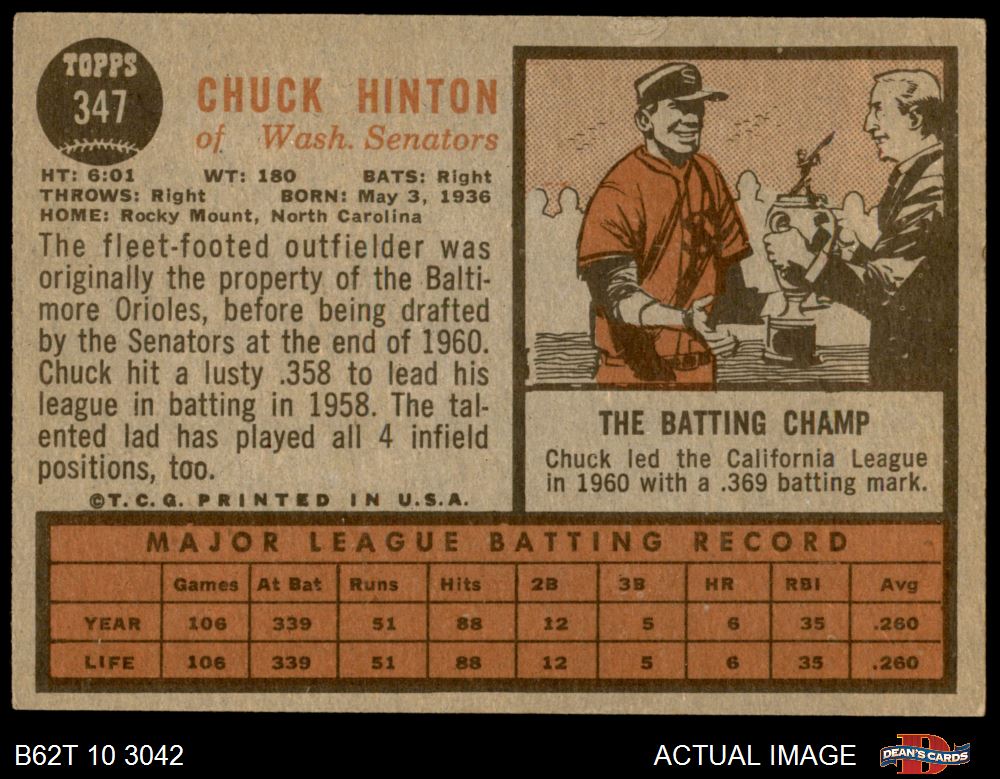 TOPPS
347
CHUCK HINTON
of Wash. Senators
HT: 6:01 WT: 180 BATS: Right
THROWS: Right BORN: May 3, 1936
HOME: Rocky Mount, North Carolina
The fleet-footed outfielder was
originally the property of the Balti-
more Orioles, before being drafted
by the Senators at the end of 1960.
Chuck hit a lusty .358 to lead his
league in batting in 1958. The tal-
ented lad has played all 4 infield
positions, too.
©T.C.G. PRINTED IN U.S.A.
S
THE BATTING CHAMP
Chuck led the California League
in 1960 with a .369 batting mark.
MAJOR LEAGUE BATTING RECORD
Games At Bat Runs Hits 2B 3B HR RBI Avg
YEAR 106 339 51 88 12 5 6 35 .260
LIFE 106 339 51 88 12 5 6 35 .260
B62T 10 3042 ACTUAL IMAGE DEAN'S CARDS